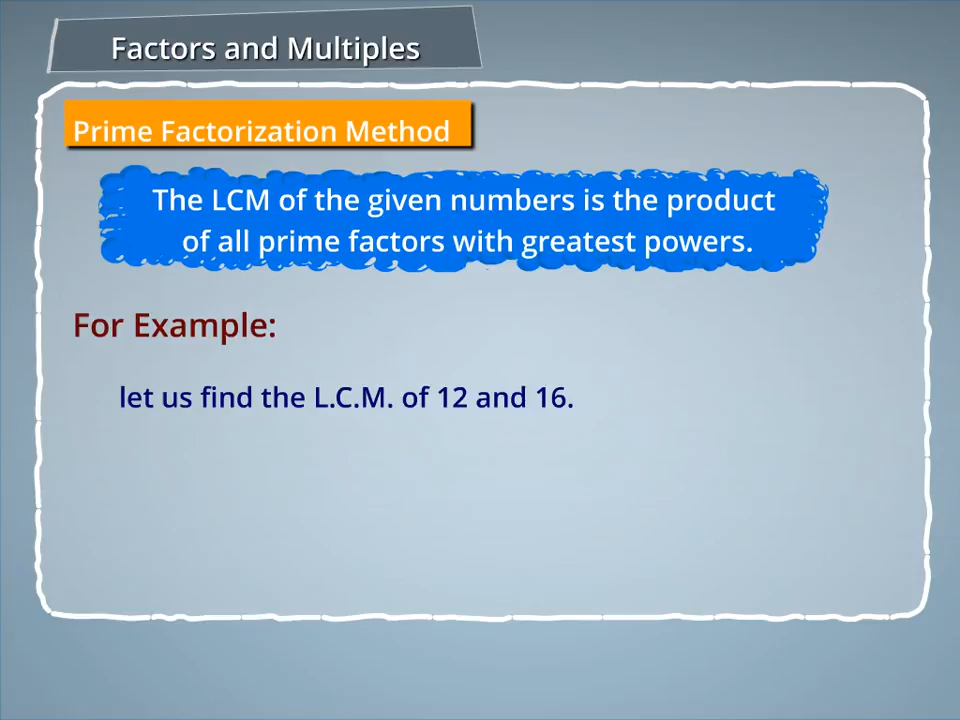 Factors and Multiples
Prime Factorization Method
The LCM of the given numbers is the product
of all prime factors with greatest powers.
For Example:
let us find the L.C.M. of 12 and 16.